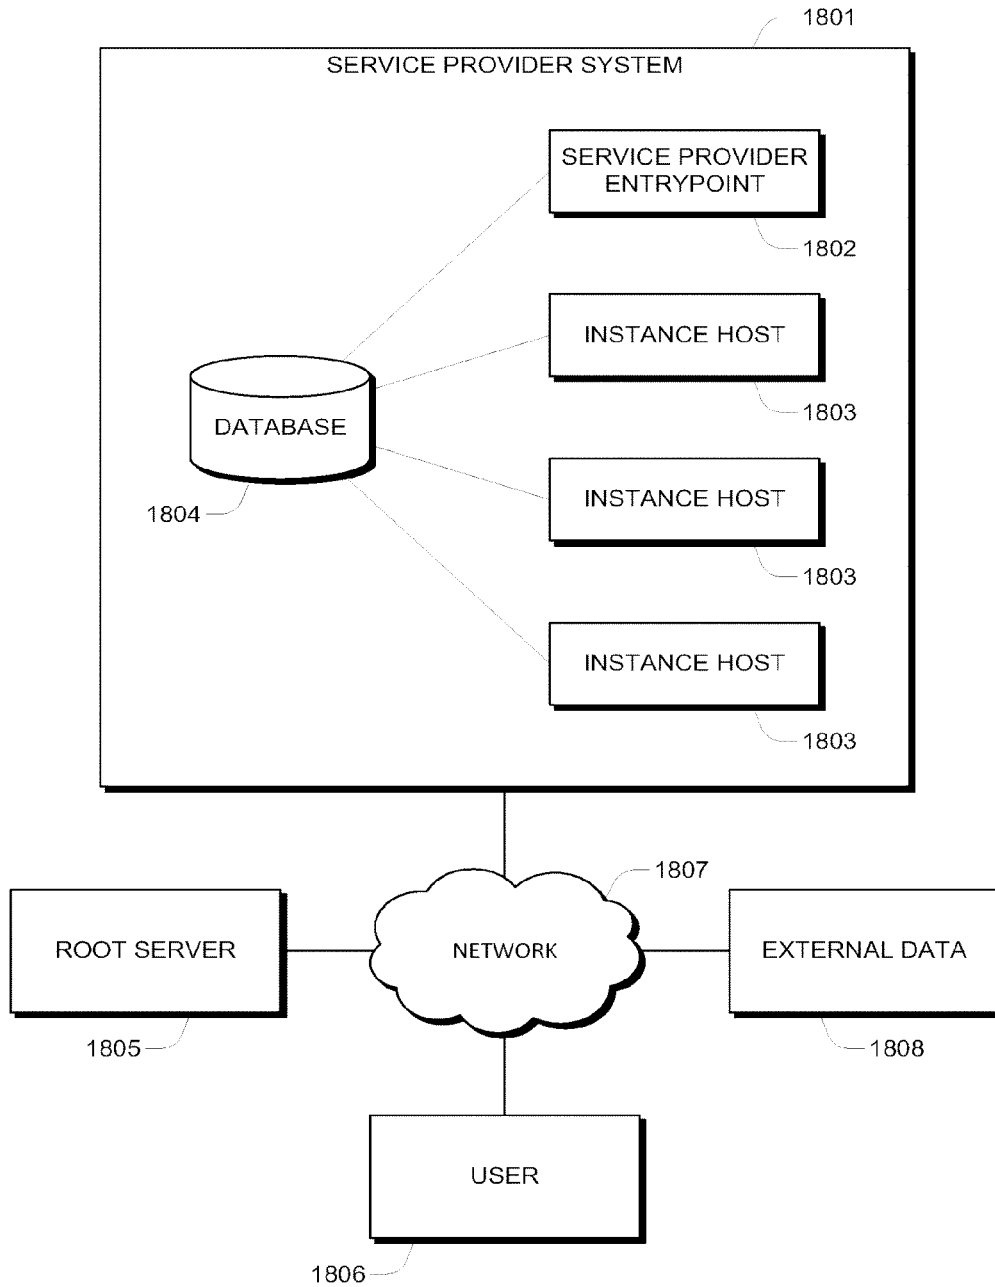 1801
SERVICE PROVIDER SYSTEM
SERVICE PROVIDER
ENTRYPOINT
1802
INSTANCE HOST
1803
DATABASE
1804
INSTANCE HOST
1803
INSTANCE HOST
1803
1807
ROOT SERVER
NETWORK
EXTERNAL DATA
1805
1808
USER
1806